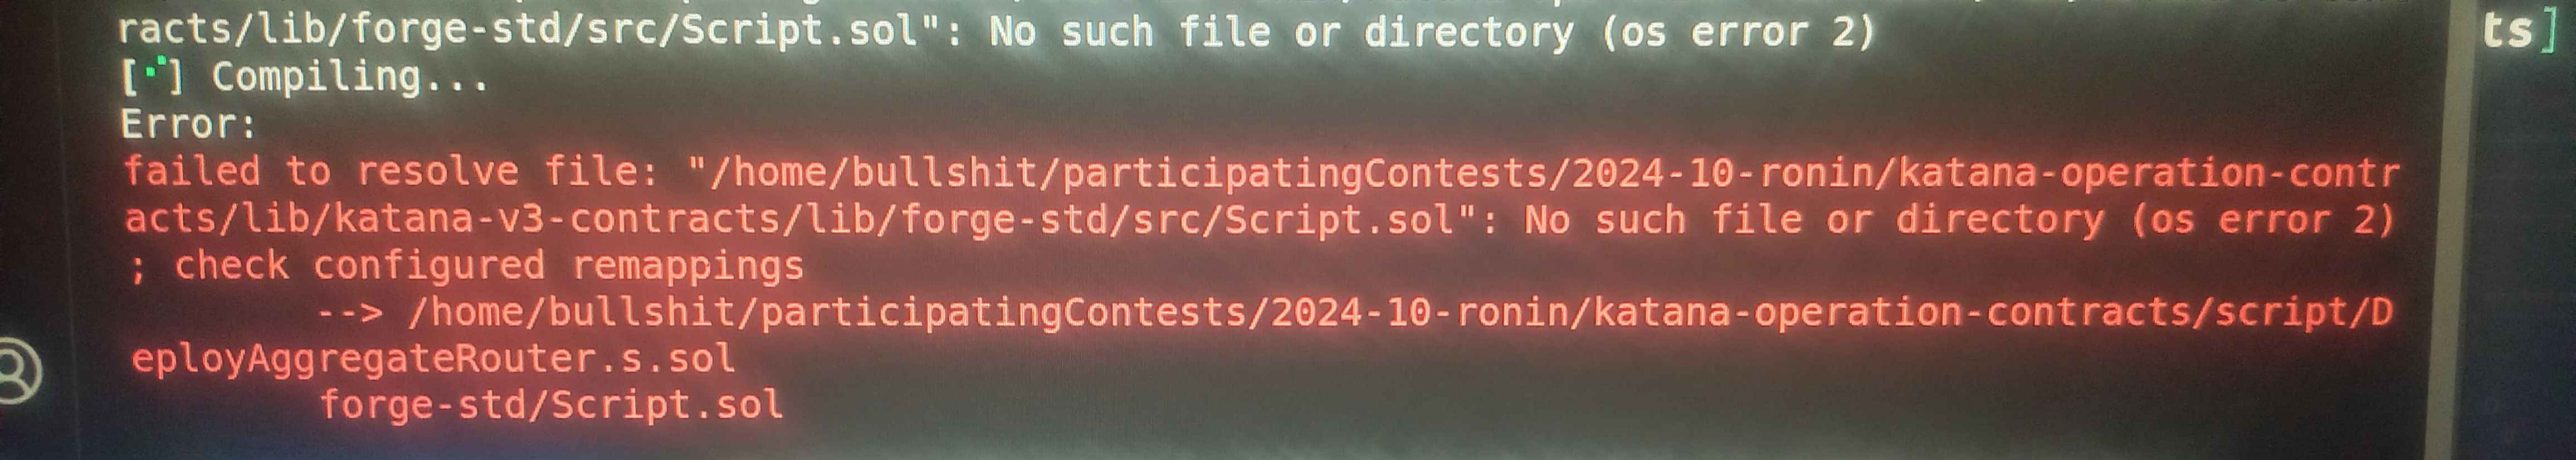 racts/lib/forge-std/src/Script.sol": No such file or directory (os error 2)
ts]
[⠊] Compiling...
Error:
failed to resolve file: "/home/bullshit/participatingContests/2024-10-ronin/katana-operation-contr
acts/lib/katana-v3-contracts/lib/forge-std/src/Script.sol": No such file or directory (os error 2)
; check configured remappings
--> /home/bullshit/participatingContests/2024-10-ronin/katana-operation-contracts/script/D
eployAggregateRouter.s.sol
forge-std/Script.sol